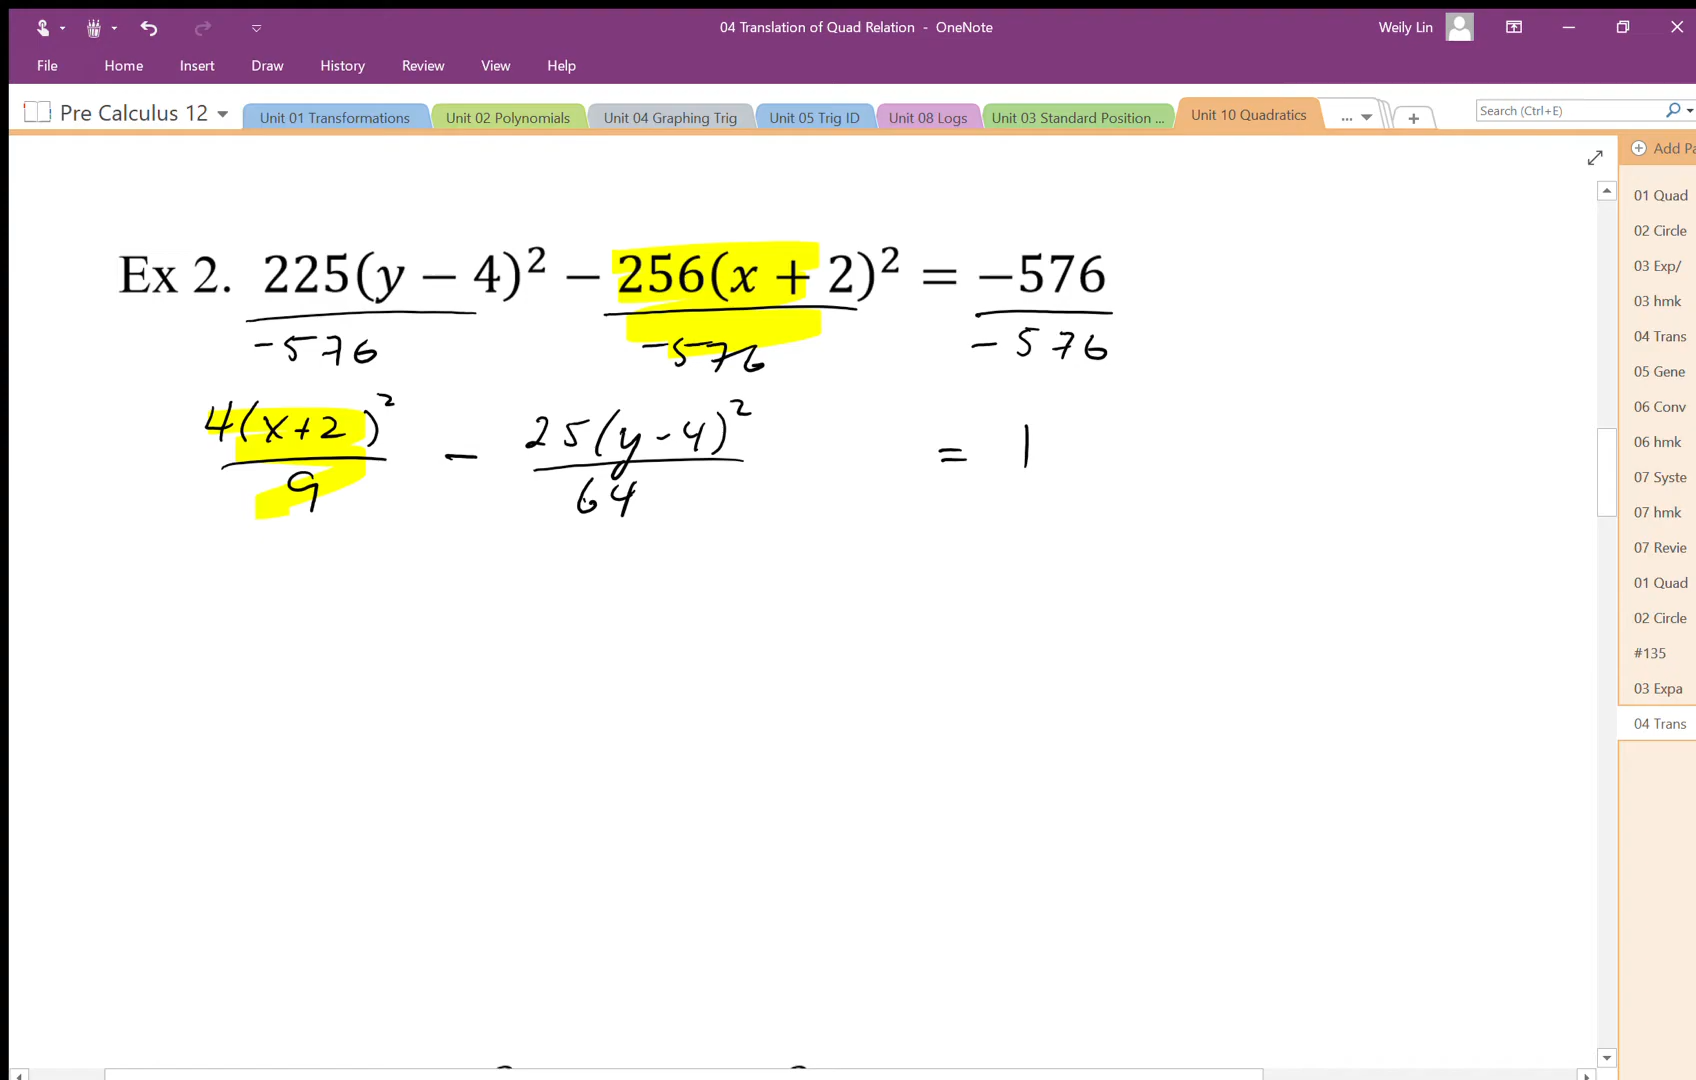 04 Translation of Quad Relation - OneNote
Weily Lin
File Home Insert Draw History Review View Help
Pre Calculus 12
Unit 01 Transformations Unit 02 Polynomials Unit 04 Graphing Trig Unit 05 Trig ID Unit 08 Logs Unit 03 Standard Position ... Unit 10 Quadratics ... +
Search (Ctrl+E)
Add Pa
01 Quad
02 Circle
03 Exp/
03 hmk
04 Trans
05 Gene
06 Conv
06 hmk
07 Syste
07 hmk
07 Revie
01 Quad
02 Circle
#135
03 Expa
04 Trans
Ex 2. 225(y − 4)² − 256(x + 2)² = −576
-576 -576 -576
4(x+2)² - 25(y-4)² = 1
9 64